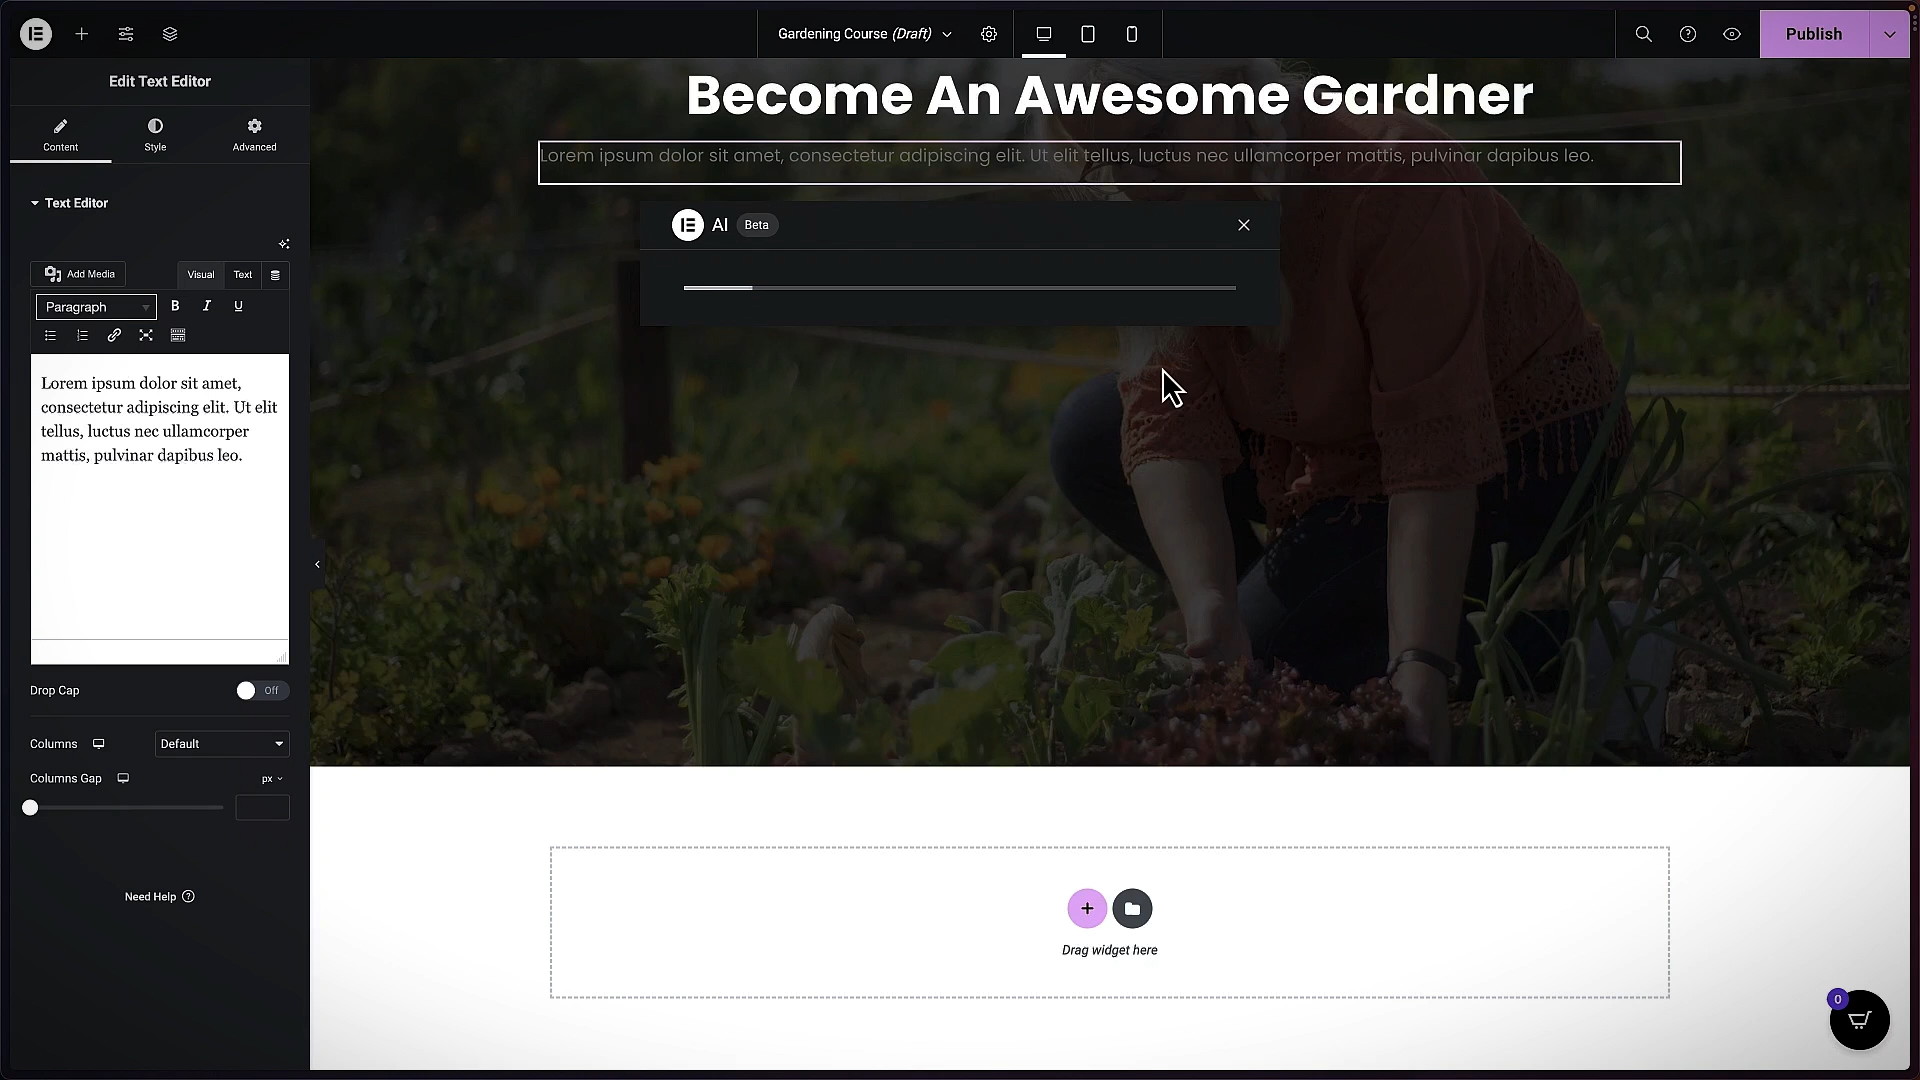 Gardening Course (Draft)
Publish
Edit Text Editor
Content
Style
Advanced
Text Editor
Add Media
Visual
Text
Paragraph
B
I
U
Lorem ipsum dolor sit amet,
consectetur adipiscing elit. Ut elit
tellus, luctus nec ullamcorper
mattis, pulvinar dapibus leo.
Drop Cap
Off
Columns
Default
Columns Gap
px
Need Help
Become An Awesome Gardner
Lorem ipsum dolor sit amet, consectetur adipiscing elit. Ut elit tellus, luctus nec ullamcorper mattis, pulvinar dapibus leo.
AI Beta
Drag widget here
0